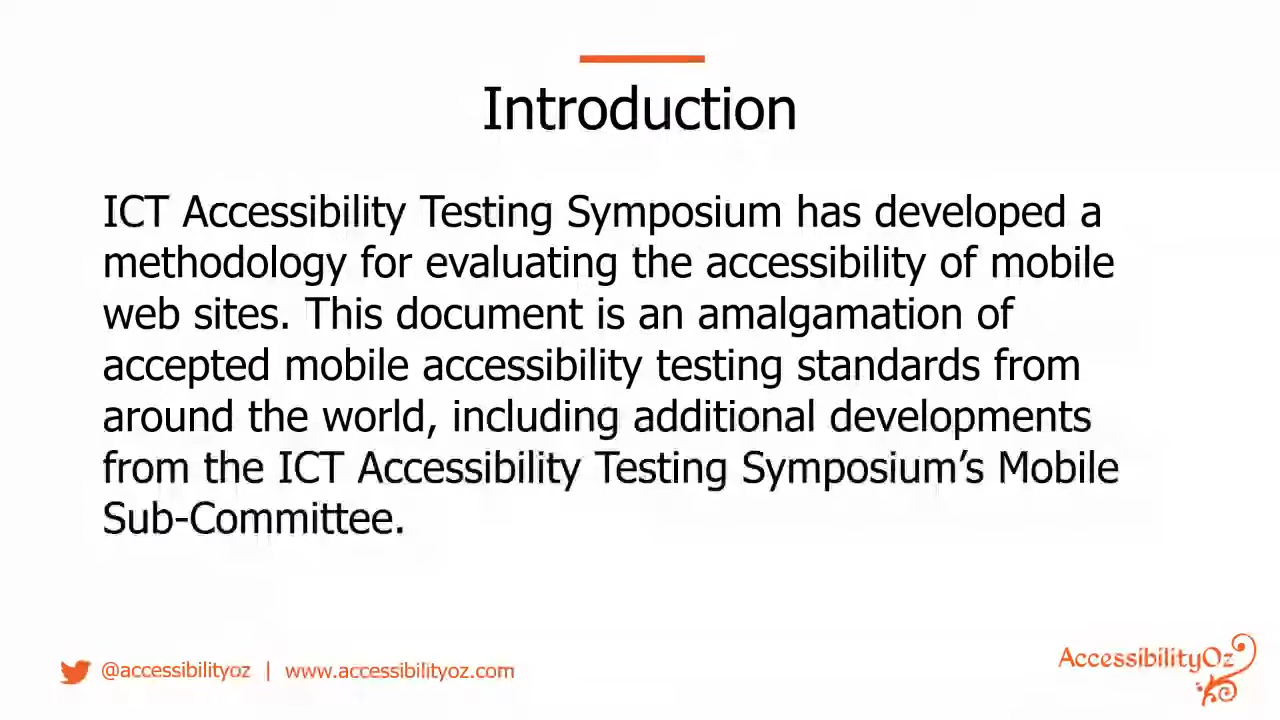 Introduction
ICT Accessibility Testing Symposium has developed a
methodology for evaluating the accessibility of mobile
web sites. This document is an amalgamation of
accepted mobile accessibility testing standards from
around the world, including additional developments
from the ICT Accessibility Testing Symposium’s Mobile
Sub-Committee.
@accessibilityoz | www.accessibilityoz.com
AccessibilityOz